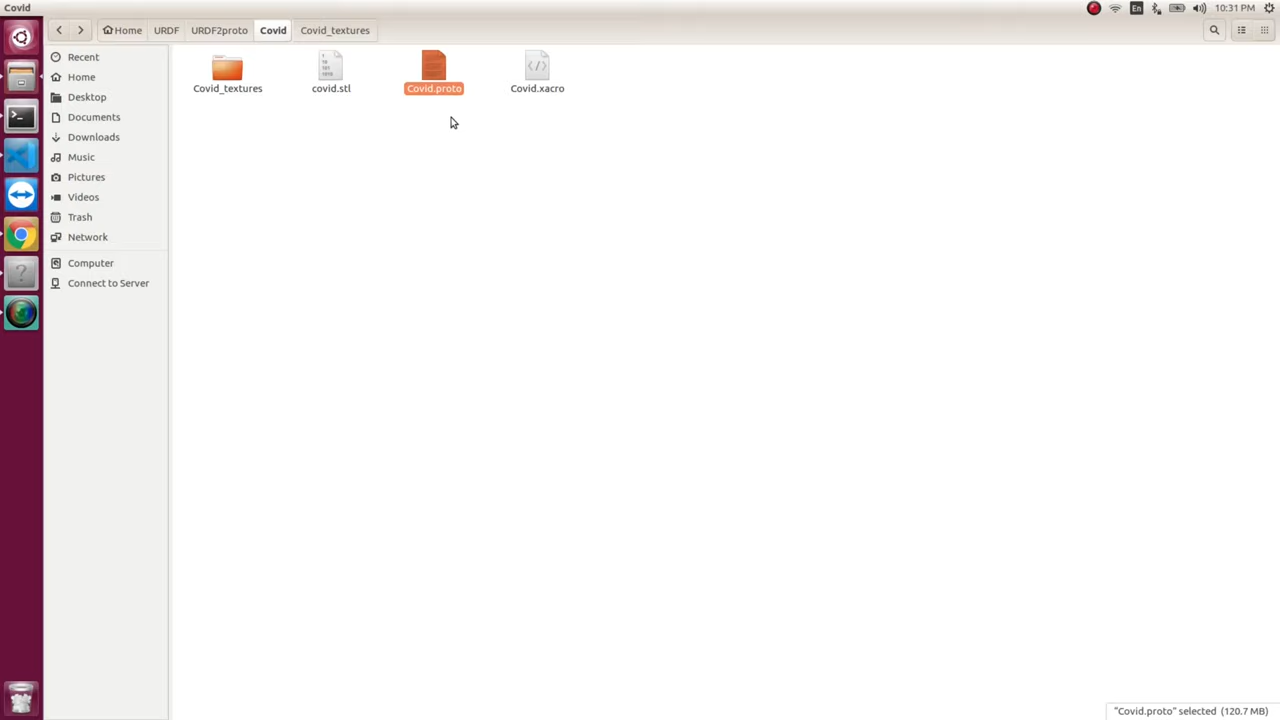 Covid
En
10:31 PM
Home
URDF
URDF2proto
Covid
Covid_textures
Recent
Home
Desktop
Documents
Downloads
Music
Pictures
Videos
Trash
Network
Computer
Connect to Server
Covid_textures
covid.stl
Covid.proto
Covid.xacro
"Covid.proto" selected (120.7 MB)